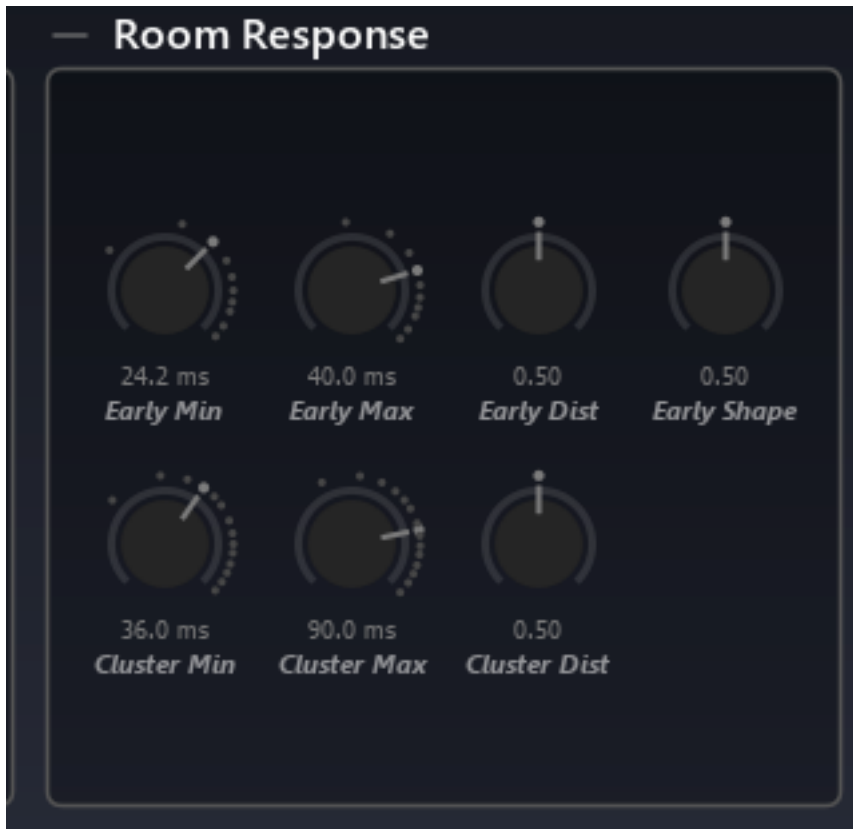 Room Response
24.2 ms 40.0 ms 0.50 0.50
Early Min Early Max Early Dist Early Shape
36.0 ms 90.0 ms 0.50
Cluster Min Cluster Max Cluster Dist